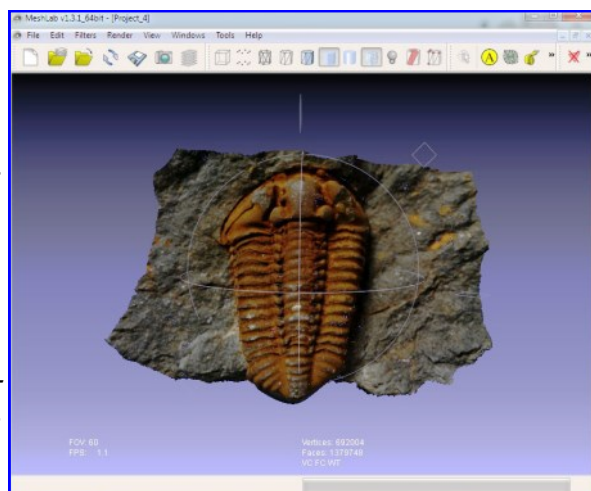 MeshLab v1.3.1_64bit - [Project_4]
File Edit Filters Render View Windows Tools Help
A
FOV: 60
FPS: 1.1
Vertices: 692004
Faces: 1379749
VC FC WT